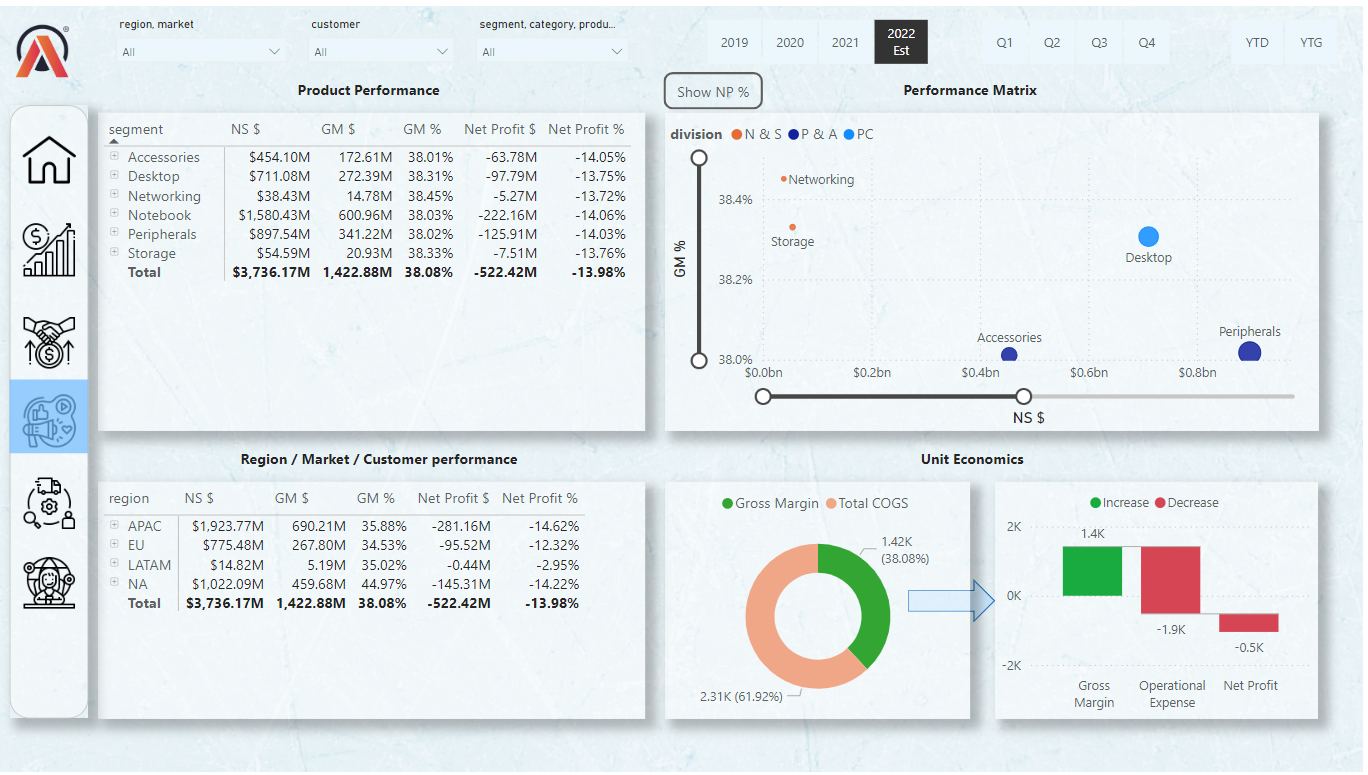 region, market
customer
segment, category, produ...
All
All
All
2019
2020
2021
2022
Est
Q1
Q2
Q3
Q4
YTD
YTG
Product Performance
segment NS $ GM $ GM % Net Profit $ Net Profit %
Accessories $454.10M 172.61M 38.01% -63.78M -14.05%
Desktop $711.08M 272.39M 38.31% -97.79M -13.75%
Networking $38.43M 14.78M 38.45% -5.27M -13.72%
Notebook $1,580.43M 600.96M 38.03% -222.16M -14.06%
Peripherals $897.54M 341.22M 38.02% -125.91M -14.03%
Storage $54.59M 20.93M 38.33% -7.51M -13.76%
Total $3,736.17M 1,422.88M 38.08% -522.42M -13.98%
Show NP %
Performance Matrix
division N & S P & A PC
GM %
38.4%
38.2%
38.0%
Networking
Storage
Desktop
Accessories
Peripherals
$0.0bn $0.2bn $0.4bn $0.6bn $0.8bn
NS $
Region / Market / Customer performance
region NS $ GM $ GM % Net Profit $ Net Profit %
APAC $1,923.77M 690.21M 35.88% -281.16M -14.62%
EU $775.48M 267.80M 34.53% -95.52M -12.32%
LATAM $14.82M 5.19M 35.02% -0.44M -2.95%
NA $1,022.09M 459.68M 44.97% -145.31M -14.22%
Total $3,736.17M 1,422.88M 38.08% -522.42M -13.98%
Unit Economics
Gross Margin Total COGS
1.42K
(38.08%)
2.31K (61.92%)
Increase Decrease
2K
0K
-2K
1.4K
-1.9K
-0.5K
Gross
Margin
Operational
Expense
Net Profit